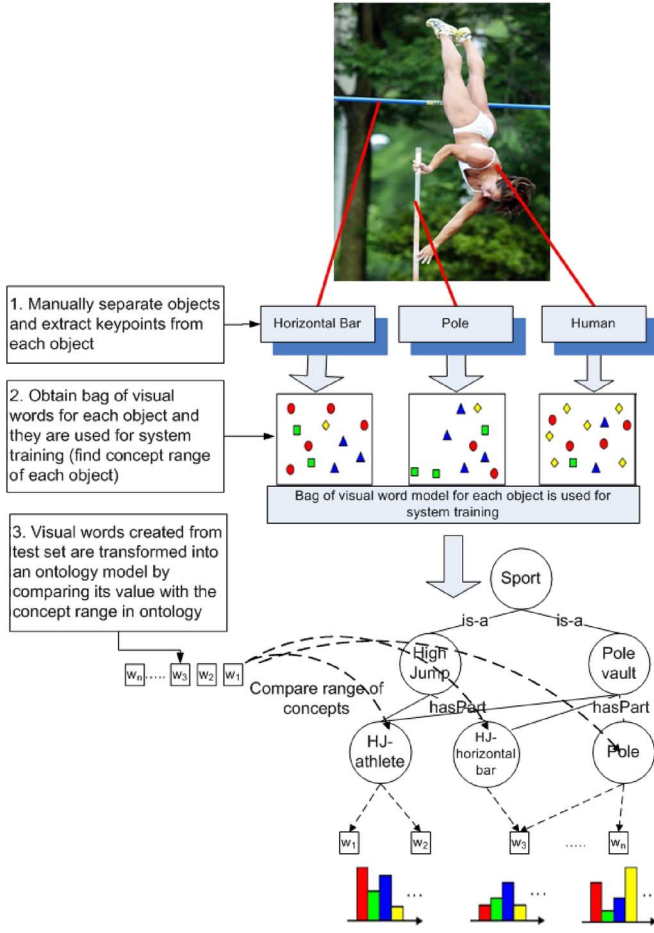 1. Manually separate objects
and extract keypoints from
each object
Horizontal Bar
Pole
Human
2. Obtain bag of visual
words for each object and
they are used for system
training (find concept range
of each object)
Bag of visual word model for each object is used for
system training
3. Visual words created from
test set are transformed into
an ontology model by
comparing its value with the
concept range in ontology
Sport
is-a
is-a
High
Jump
Pole
vault
wn..... w3 w2 w1
Compare range of
concepts
hasPart
hasPart
HJ-
athlete
HJ-
horizontal
bar
Pole
w1 w2 w3 ..... wn
... ... ...